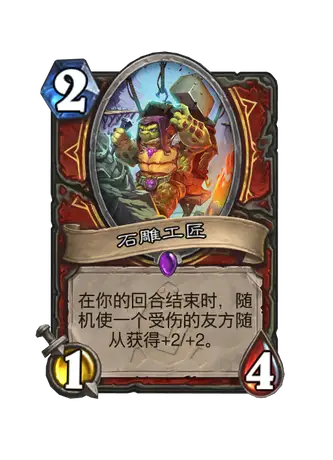 2
石雕工匠
在你的回合结束时，随
机使一个受伤的友方随
从获得+2/+2。
1
4